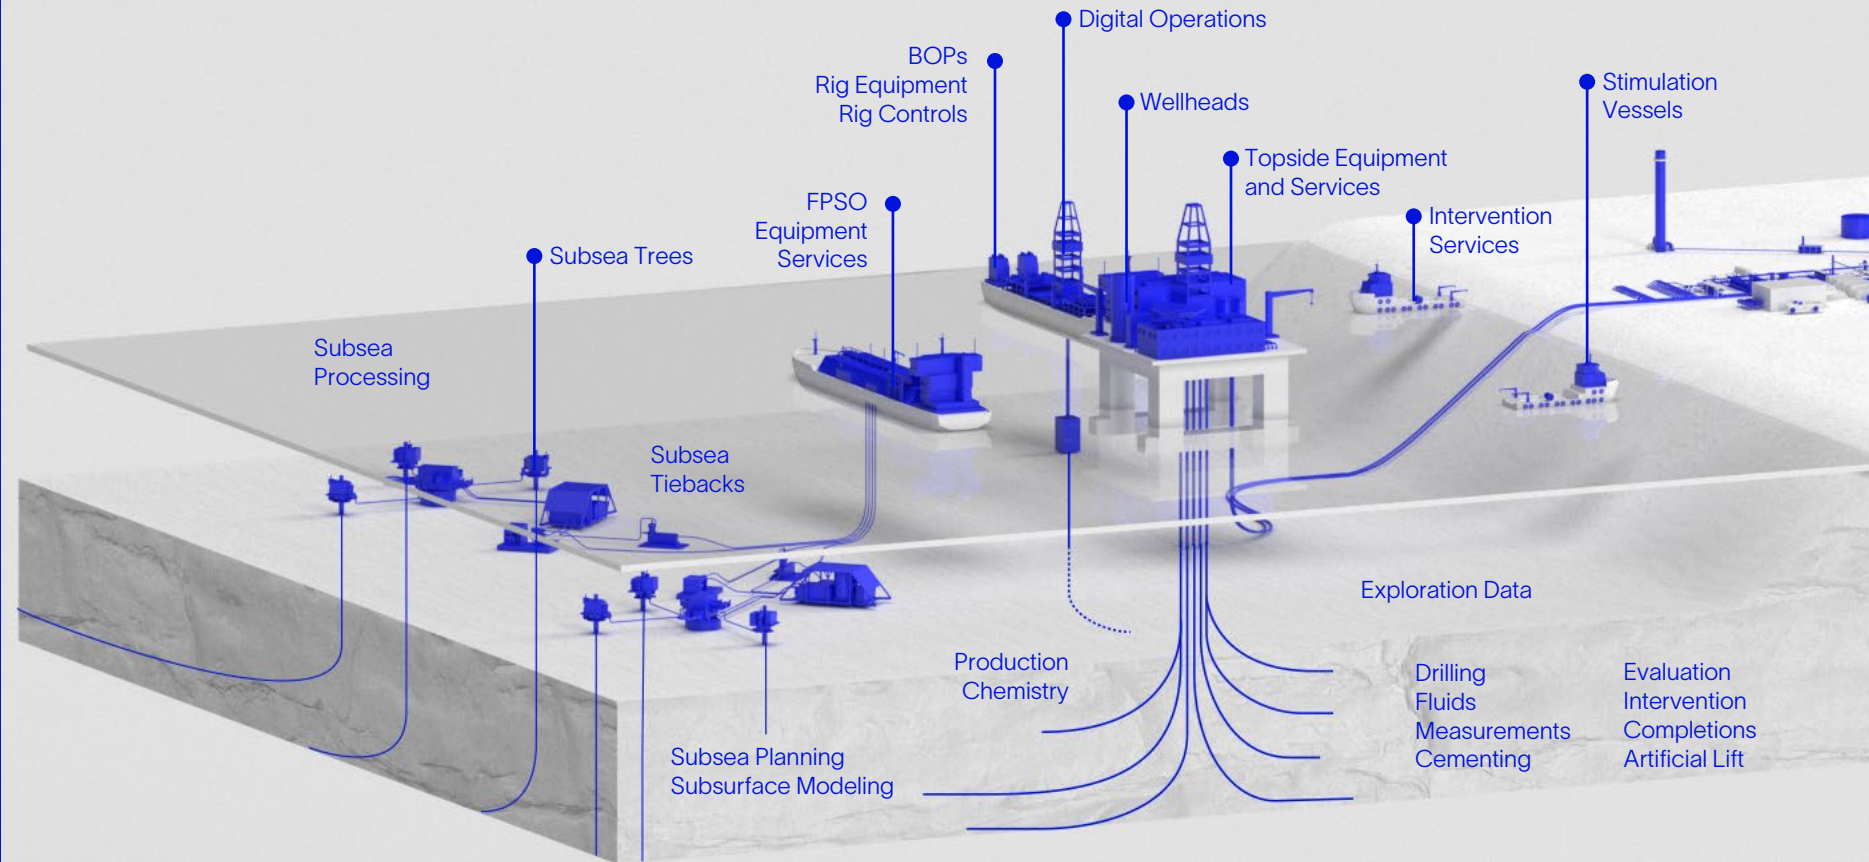 Digital Operations
BOPs
Rig Equipment
Rig Controls
Wellheads
Stimulation
Vessels
Topside Equipment
and Services
FPSO
Equipment
Services
Intervention
Services
Subsea Trees
Subsea
Processing
Subsea
Tiebacks
Exploration Data
Production
Chemistry
Drilling
Fluids
Measurements
Cementing
Evaluation
Intervention
Completions
Artificial Lift
Subsea Planning
Subsurface Modeling